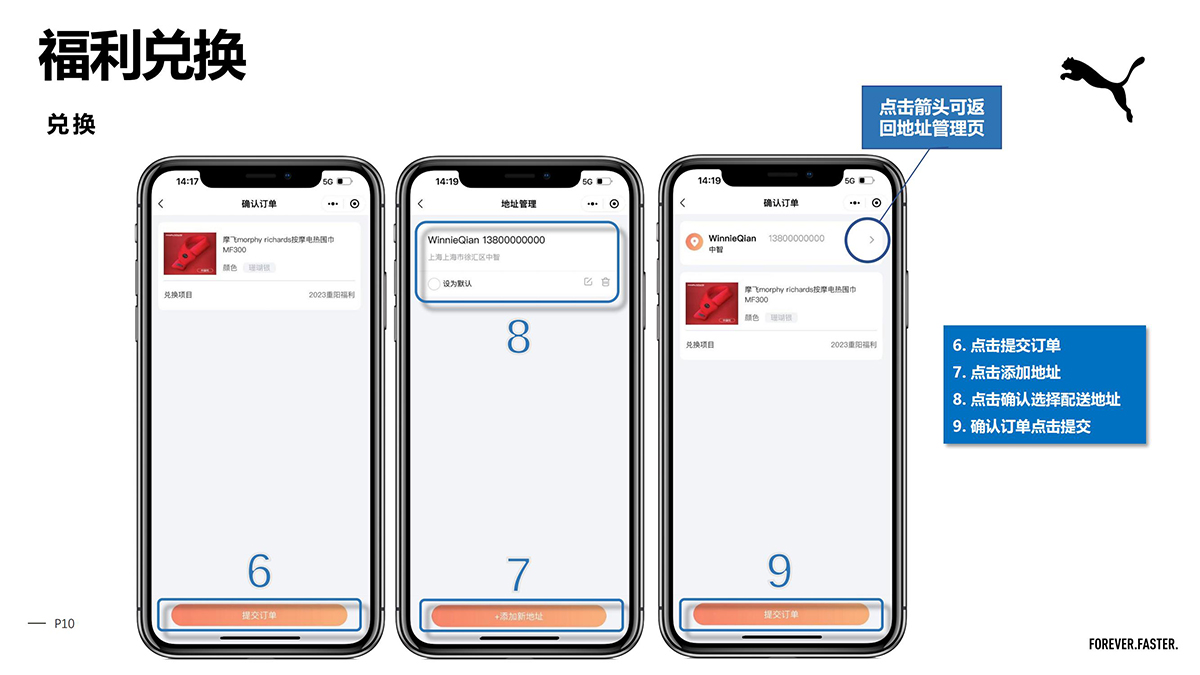 福利兑换
兑换
点击箭头可返
回地址管理页
14:17
5G
确认订单
摩飞morphy richards按摩电热围巾
MF300
颜色 珊瑚银
兑换项目 2023重阳福利
6
提交订单
14:19
5G
地址管理
WinnieQian 13800000000
上海上海市徐汇区中智
设为默认
8
7
+添加新地址
14:19
5G
确认订单
WinnieQian 13800000000
中智
摩飞morphy richards按摩电热围巾
MF300
颜色 珊瑚银
兑换项目 2023重阳福利
9
提交订单
6. 点击提交订单
7. 点击添加地址
8. 点击确认选择配送地址
9. 确认订单点击提交
P10
FOREVER.FASTER.